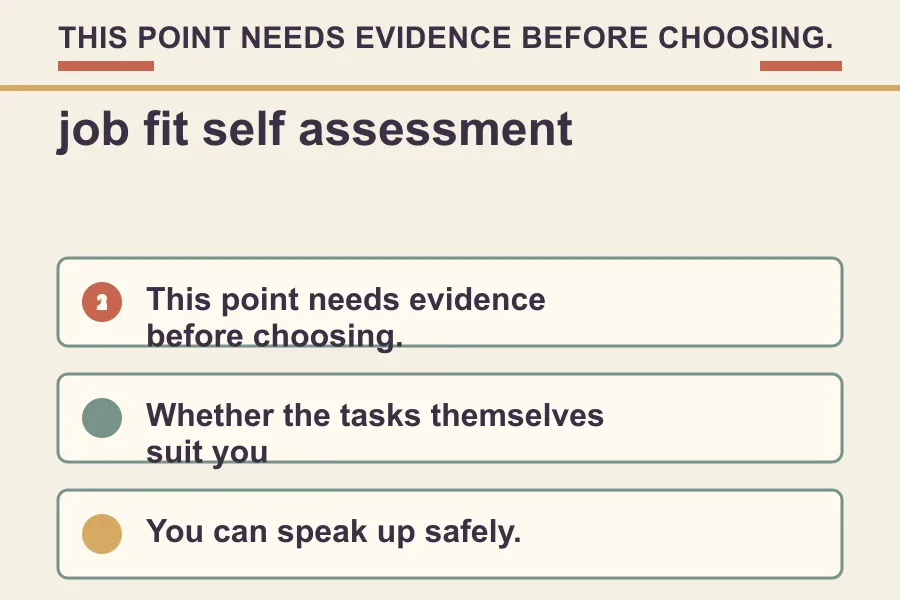 THIS POINT NEEDS EVIDENCE BEFORE CHOOSING.
job fit self assessment
This point needs evidence
before choosing.
Whether the tasks themselves
suit you
You can speak up safely.